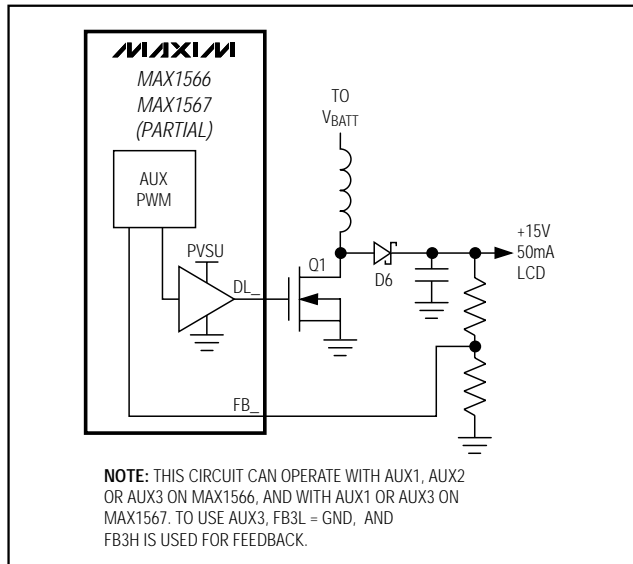 MAXIM
MAX1566
MAX1567
(PARTIAL)
AUX
PWM
PVSU
DL_
FB_
TO
VBATT
Q1
D6
+15V
50mA
LCD
NOTE: THIS CIRCUIT CAN OPERATE WITH AUX1, AUX2
OR AUX3 ON MAX1566, AND WITH AUX1 OR AUX3 ON
MAX1567. TO USE AUX3, FB3L = GND, AND
FB3H IS USED FOR FEEDBACK.